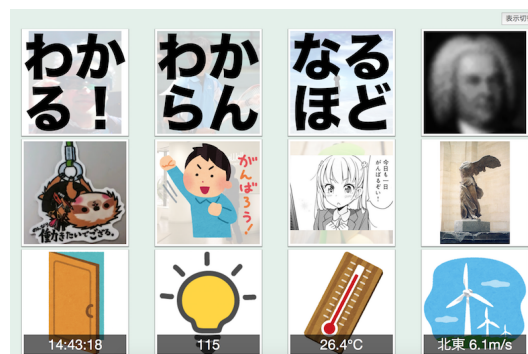 表示切
わか
る！
わか
らん
なる
ほど
働きたいでござる。
がんばろう！
今日も一日
がんばるぞい！
14:43:18
115
26.4°C
北東 6.1m/s